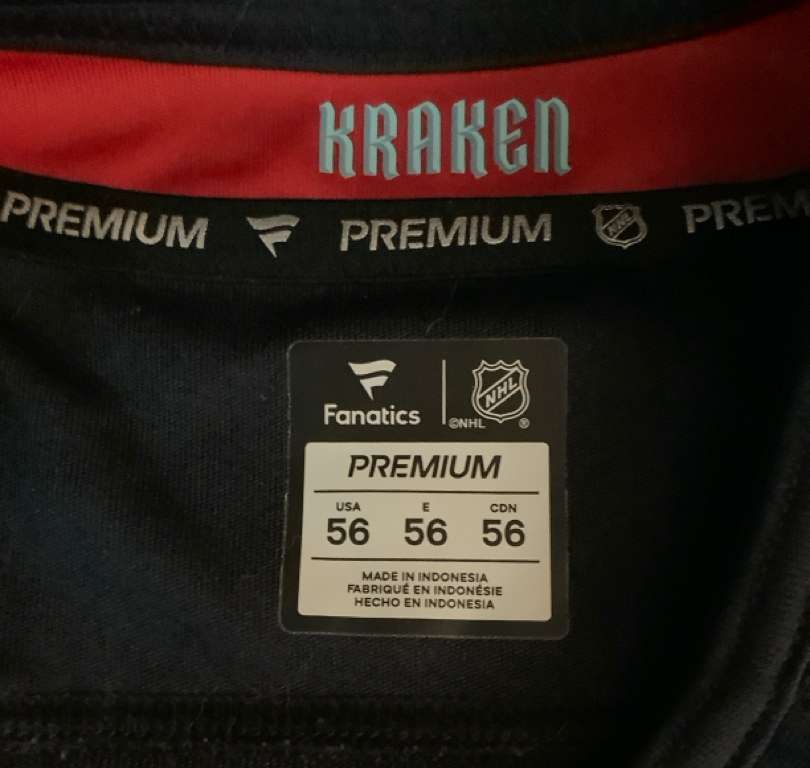 KRAKEN
PREMIUM PREMIUM NHL PREM
Fanatics ©NHL NHL ®
PREMIUM
USA E CDN
56 56 56
MADE IN INDONESIA
FABRIQUÉ EN INDONÉSIE
HECHO EN INDONESIA